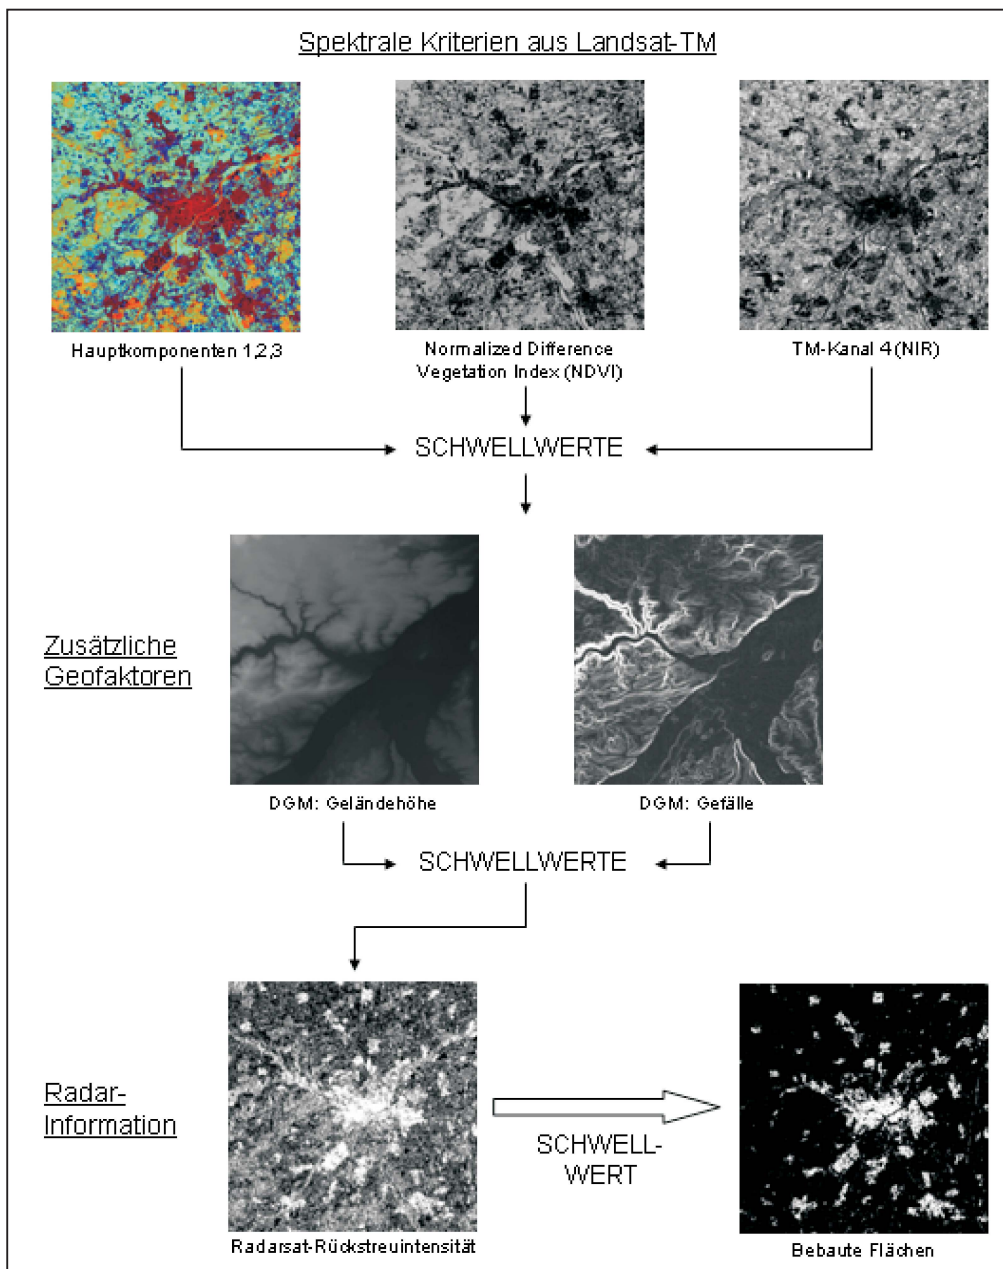 Spektrale Kriterien aus Landsat-TM
Hauptkomponenten 1,2,3
Normalized Difference
Vegetation Index (NDVI)
TM-Kanal 4 (NIR)
SCHWELLWERTE
Zusätzliche
Geofaktoren
DGM: Geländehöhe
DGM: Gefälle
SCHWELLWERTE
Radar-
Information
SCHWELL-
WERT
Radarsat-Rückstreuintensität
Bebaute Flächen